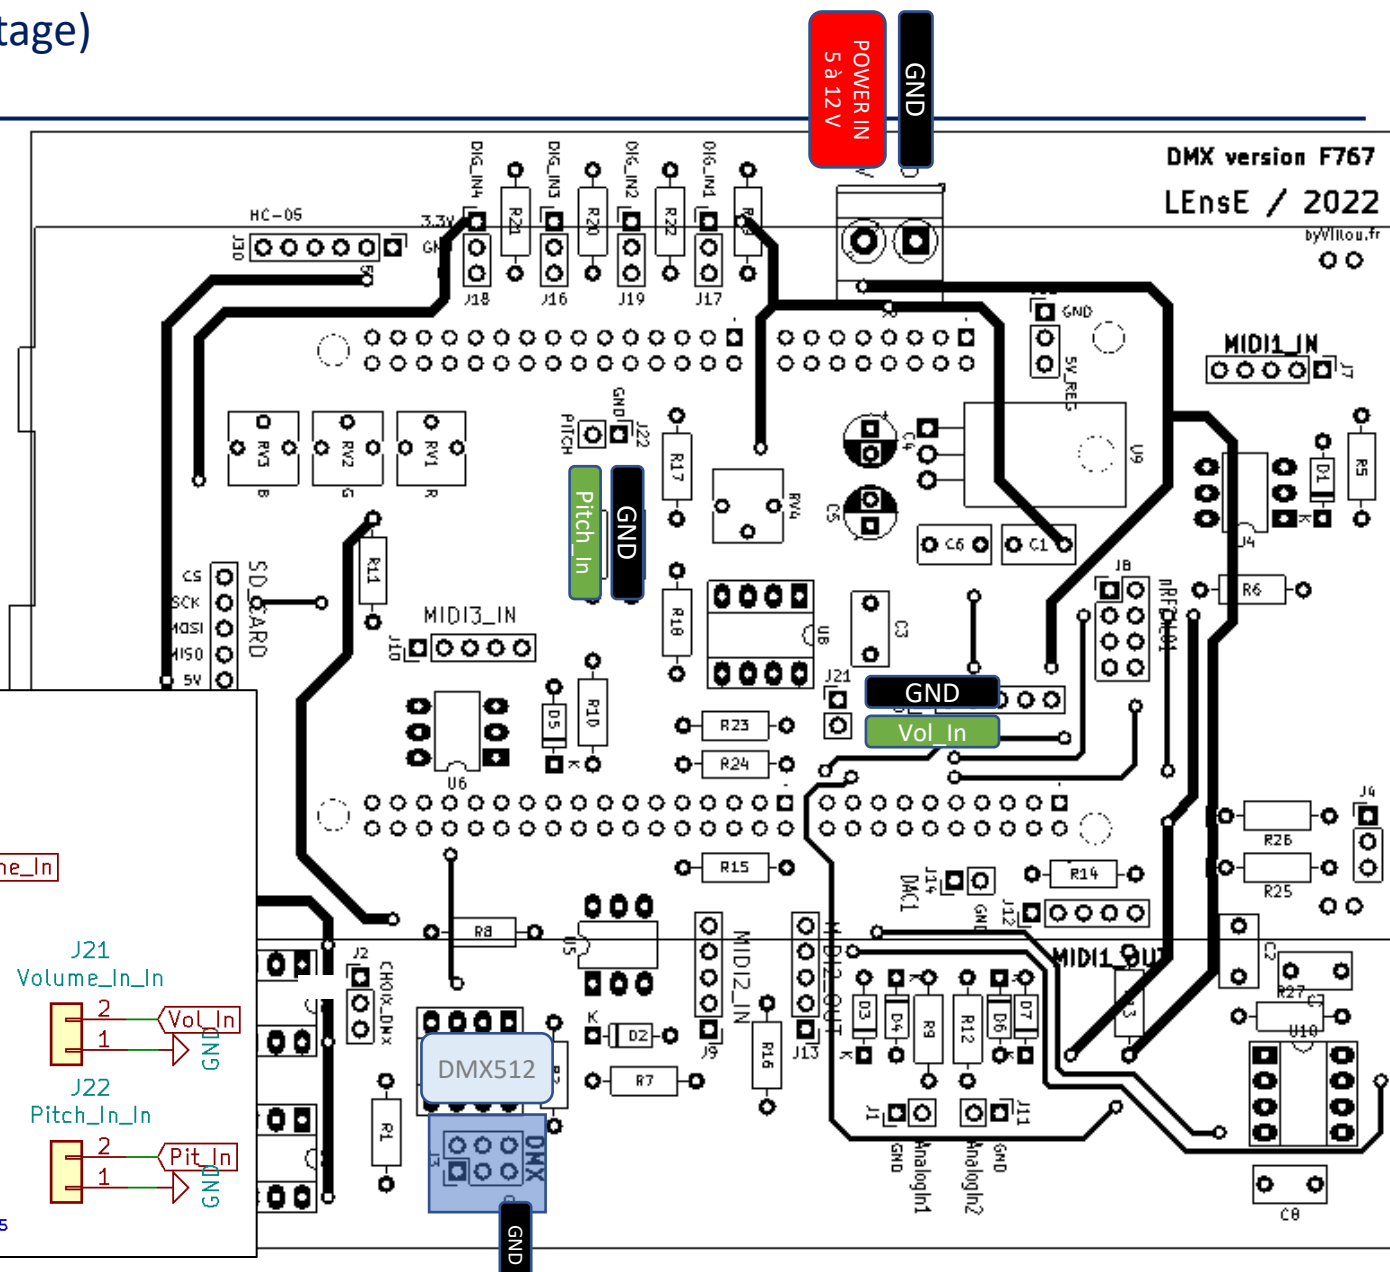 tage)
POWER IN
5 à 12 V
GND
DMX version F767
LEnsE / 2022
byVillou.fr
HC-05
J30
3.3V
DIG_IN4
R21
DIG_IN3
R20
DIG_IN2
R22
DIG_IN1
J18
J16
J19
J17
GND
5V_REG
MIDI1_IN
J7
RV3
RV2
RV1
B
G
R
PITCH
GND
J22
R17
RV4
C4
C5
U9
D1
K
R5
C6
C1
Pitch_In
GND
R11
SD_CARD
CS
SCK
MOSI
MISO
5V
MIDI3_IN
J10
R18
U8
C3
J8
R6
J21
GND
Vol_In
D5
K
R10
R23
R24
U6
J4
R26
R25
R15
J14
DAC1
GND
R14
J12
R8
U5
MIDI2_IN
J9
J13
MIDI1_OUT
C2
R27
U10
J2
CHOIX_DMX
K
D2
R7
R16
D3
K
D4
K
R9
R12
D6
K
D7
K
J1
GND
AnalogIn1
AnalogIn2
GND
J11
C8
R1
DMX512
J3
DMX
GND
me_In
J21
Volume_In_In
2
Vol_In
1
GND
J22
Pitch_In_In
2
Pit_In
1
GND
5